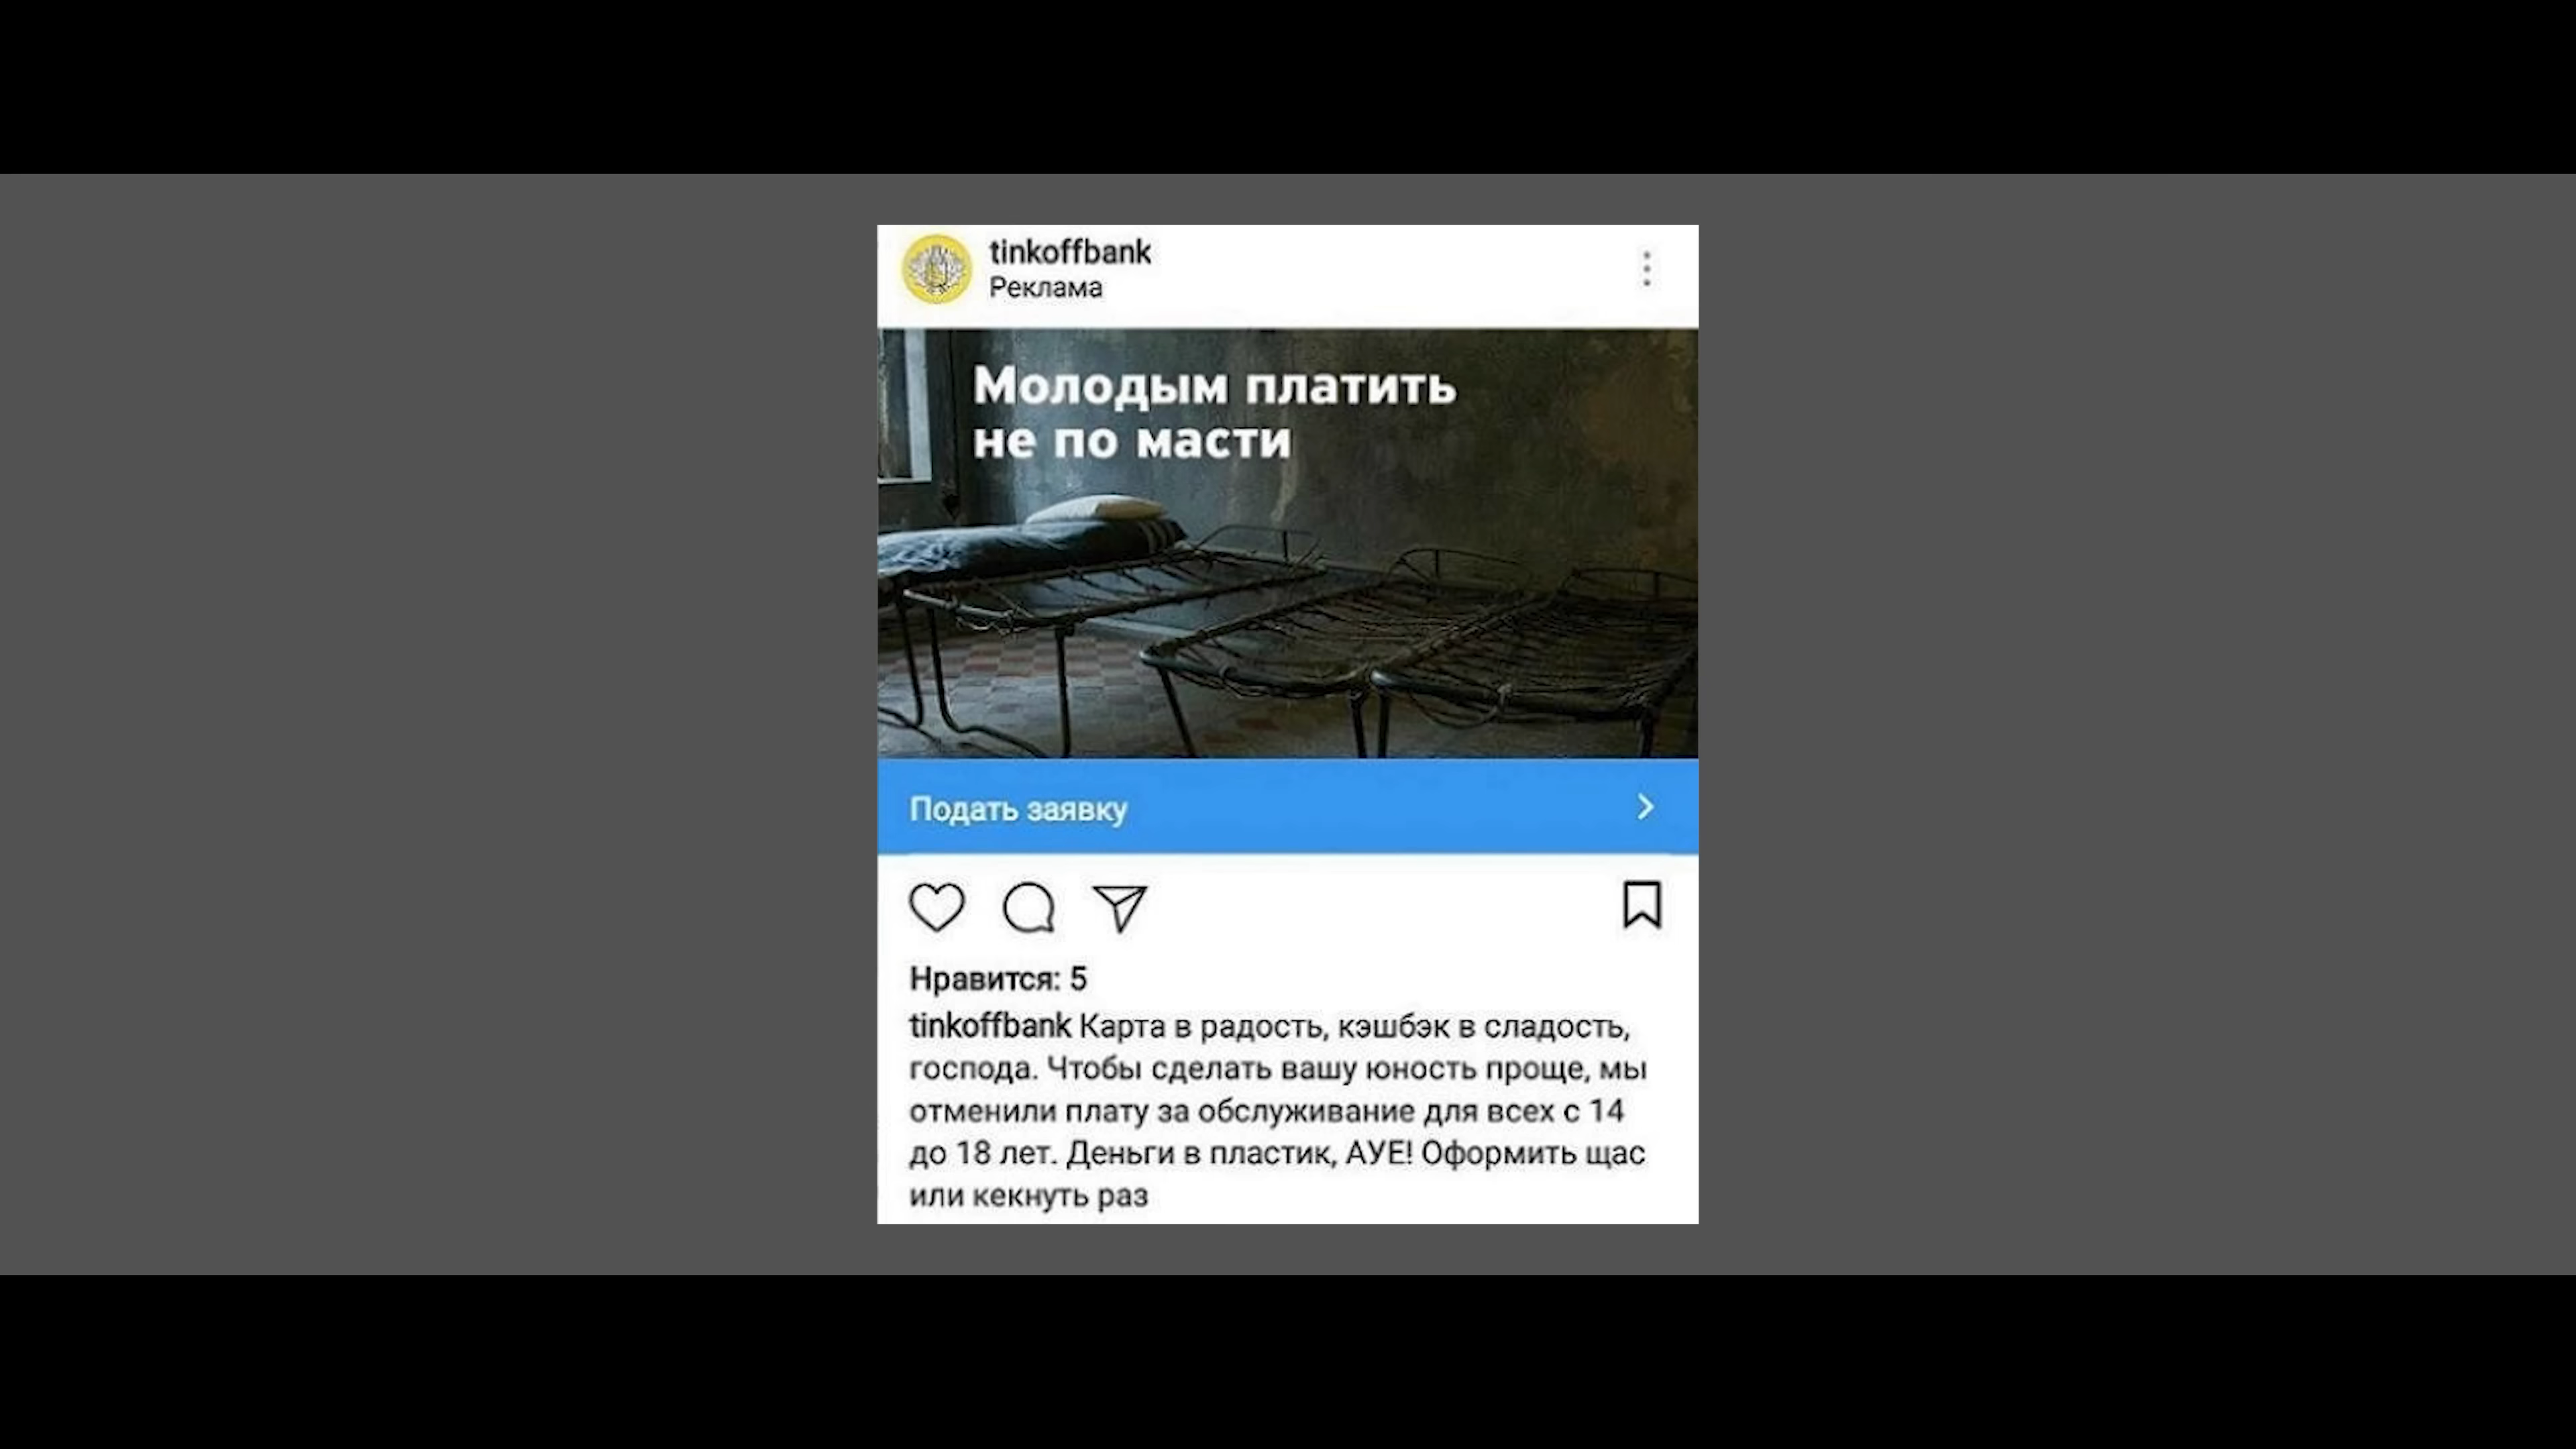 tinkoffbank
Реклама
Молодым платить
не по масти
Подать заявку
Нравится: 5
tinkoffbank Карта в радость, кэшбэк в сладость,
господа. Чтобы сделать вашу юность проще, мы
отменили плату за обслуживание для всех с 14
до 18 лет. Деньги в пластик, АУЕ! Оформить щас
или кекнуть раз